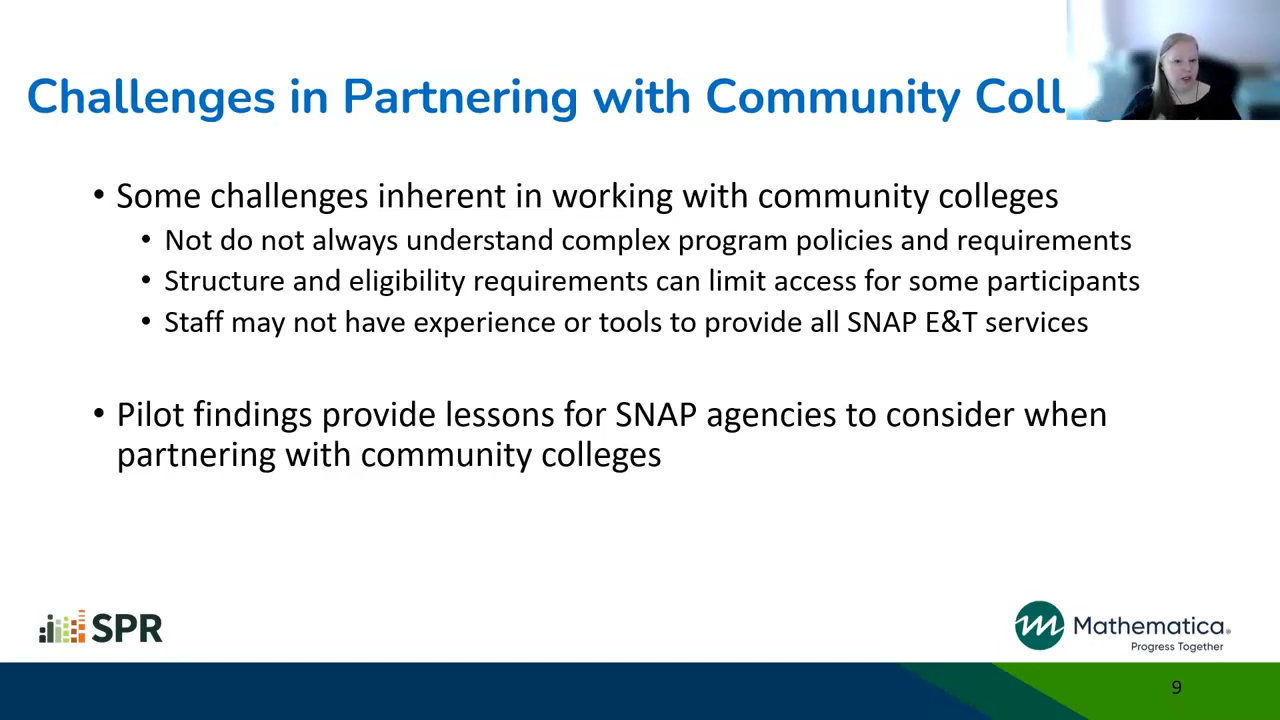 Challenges in Partnering with Community Coll
• Some challenges inherent in working with community colleges
• Not do not always understand complex program policies and requirements
• Structure and eligibility requirements can limit access for some participants
• Staff may not have experience or tools to provide all SNAP E&T services
• Pilot findings provide lessons for SNAP agencies to consider when
partnering with community colleges
SPR
Mathematica®
Progress Together
9